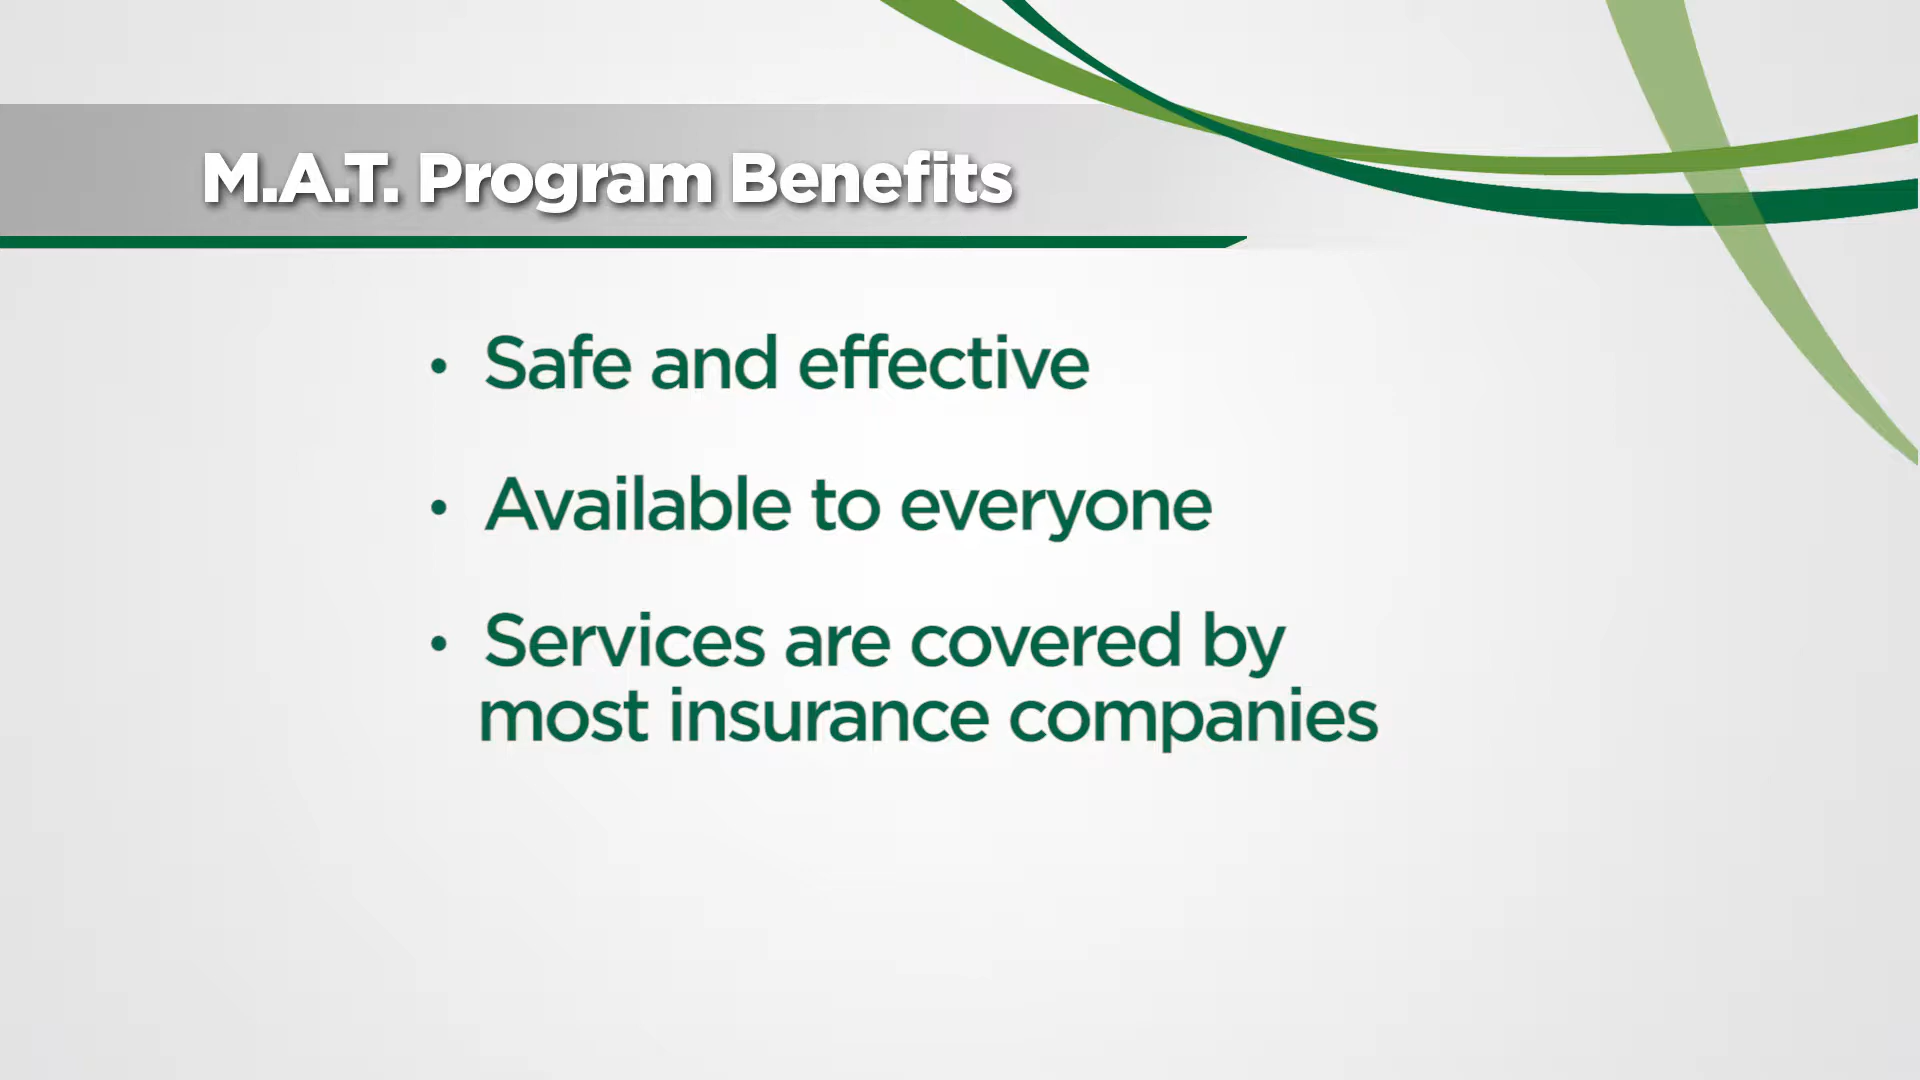 M.A.T. Program Benefits
• Safe and effective
• Available to everyone
• Services are covered by
most insurance companies